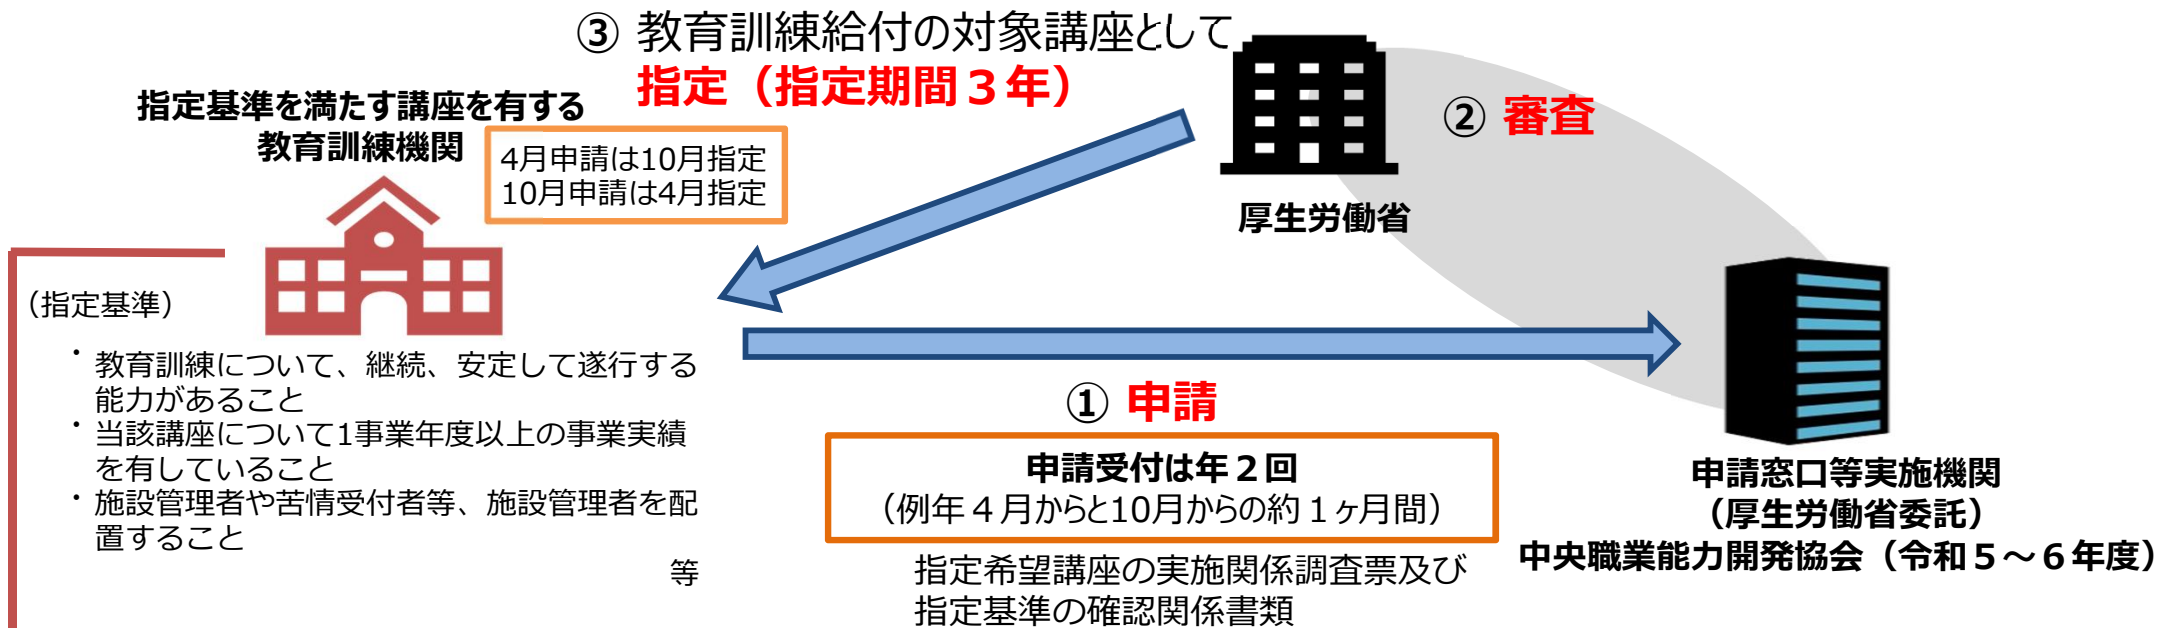 ③ 教育訓練給付の対象講座として
指定（指定期間３年）
指定基準を満たす講座を有する
教育訓練機関
4月申請は10月指定
10月申請は4月指定
② 審査
厚生労働省
（指定基準）
・教育訓練について、継続、安定して遂行する
能力があること
・当該講座について1事業年度以上の事業実績
を有していること
・施設管理者や苦情受付者等、施設管理者を配
置すること
等
① 申請
申請受付は年２回
（例年４月からと10月からの約１ヶ月間）
指定希望講座の実施関係調査票及び
指定基準の確認関係書類
申請窓口等実施機関
（厚生労働省委託）
中央職業能力開発協会（令和５～６年度）